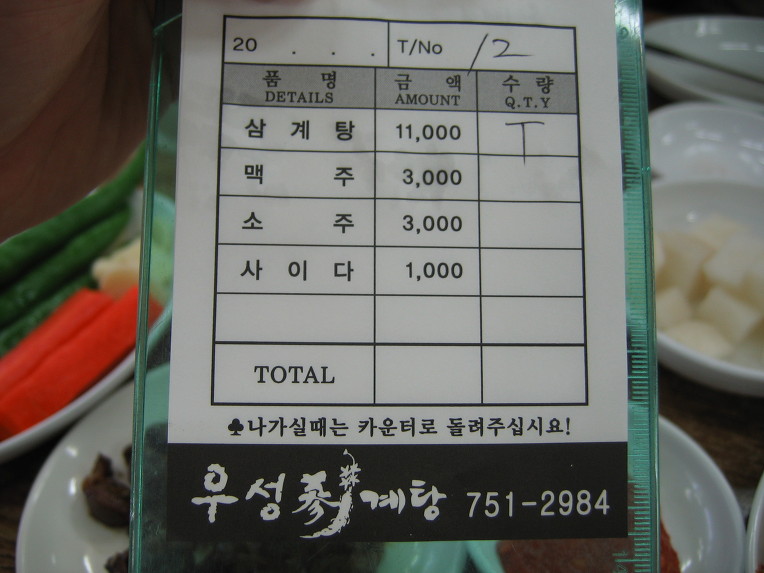 20 . . . T/No 12
품 명 금 액 수 량
DETAILS AMOUNT Q.T.Y
삼 계 탕 11,000 T
맥 주 3,000
소 주 3,000
사 이 다 1,000
TOTAL
♣나가실때는 카운터로 돌려주십시요!
우성蔘계탕 751-2984